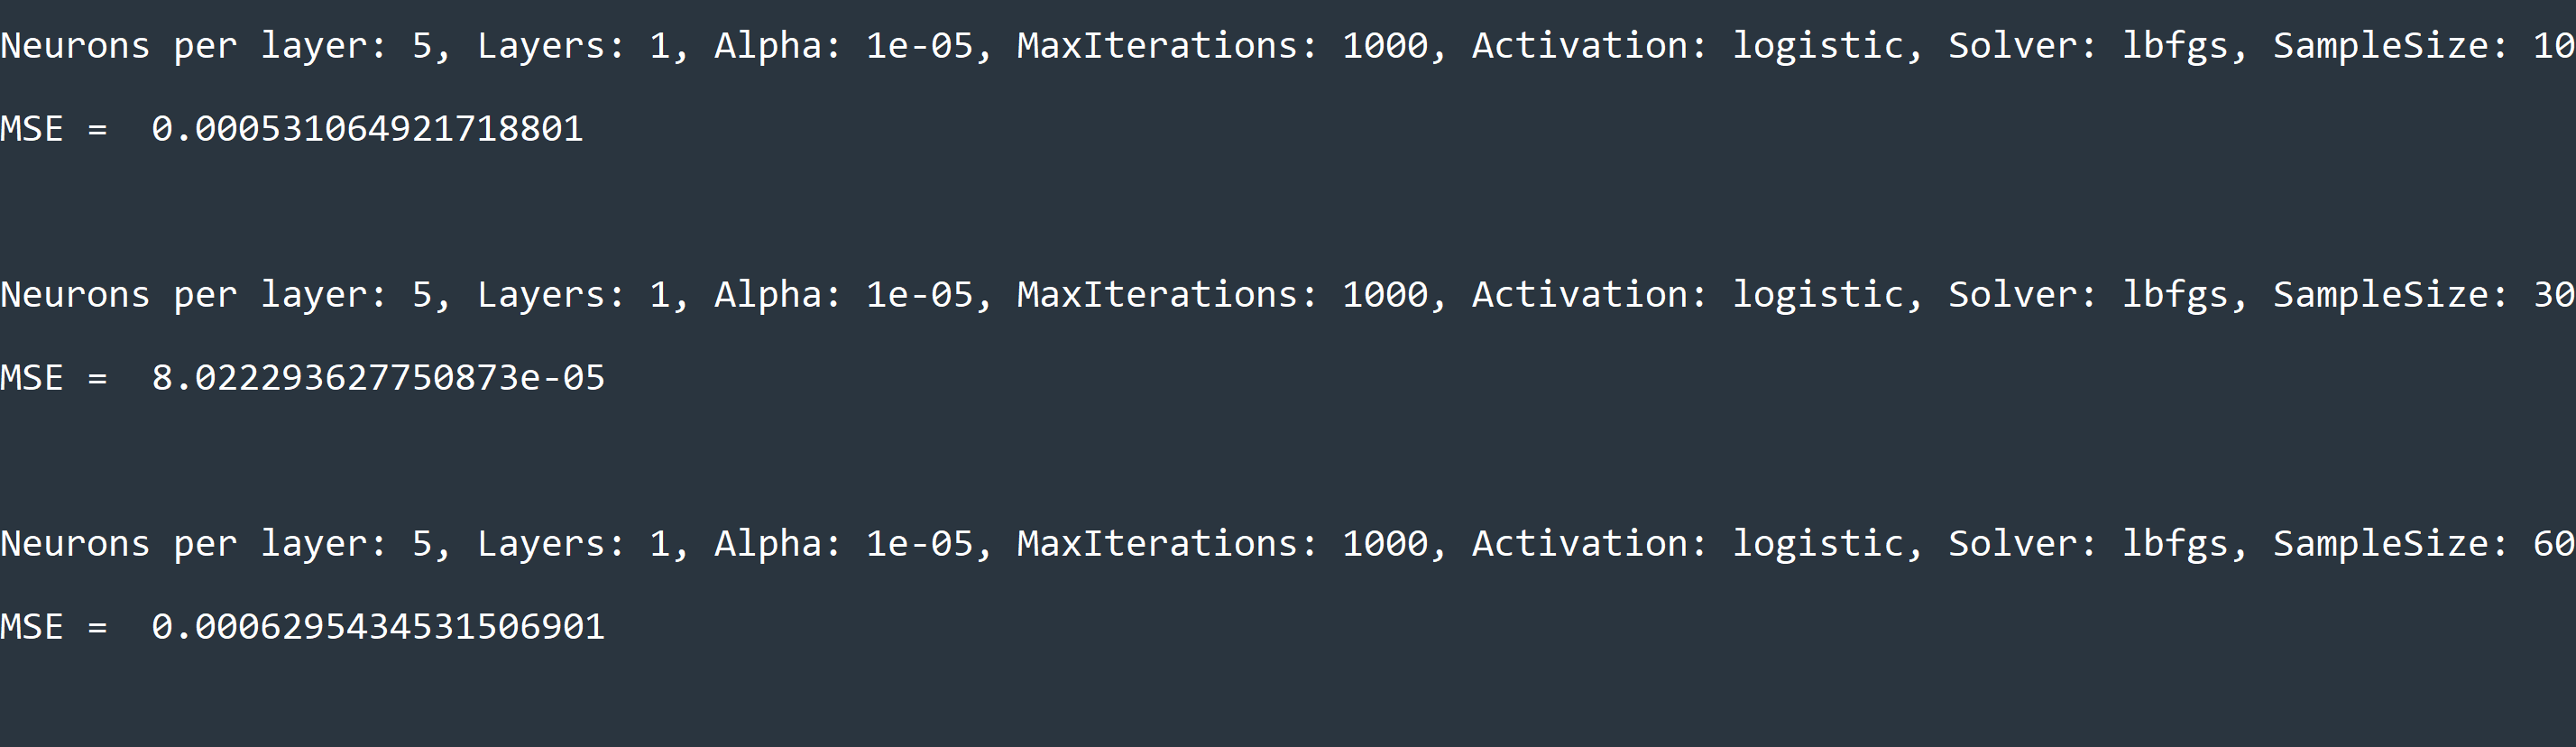 Neurons per layer: 5, Layers: 1, Alpha: 1e-05, MaxIterations: 1000, Activation: logistic, Solver: lbfgs, SampleSize: 10
MSE =  0.000531064921718801
Neurons per layer: 5, Layers: 1, Alpha: 1e-05, MaxIterations: 1000, Activation: logistic, Solver: lbfgs, SampleSize: 30
MSE =  8.022293627750873e-05
Neurons per layer: 5, Layers: 1, Alpha: 1e-05, MaxIterations: 1000, Activation: logistic, Solver: lbfgs, SampleSize: 60
MSE =  0.0006295434531506901